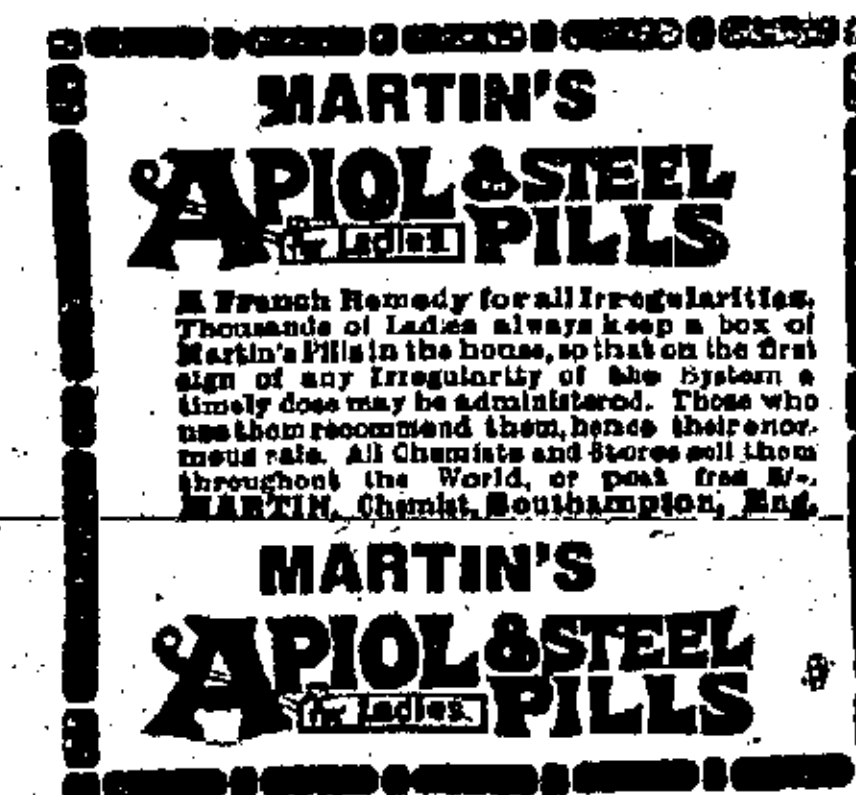 MARTIN'S
APIOL & STEEL
For Ladies. PILLS
A French Remedy for all Irregularities.
Thousands of Ladies always keep a box of
Martin's Pills in the house, so that on the first
sign of any Irregularity of the System a
timely dose may be administered. Those who
use them recommend them, hence their enor-
mous sale. All Chemists and Stores sell them
throughout the World, or post free
MARTIN, Chemist, Southampton, Eng.
MARTIN'S
APIOL & STEEL
For Ladies. PILLS